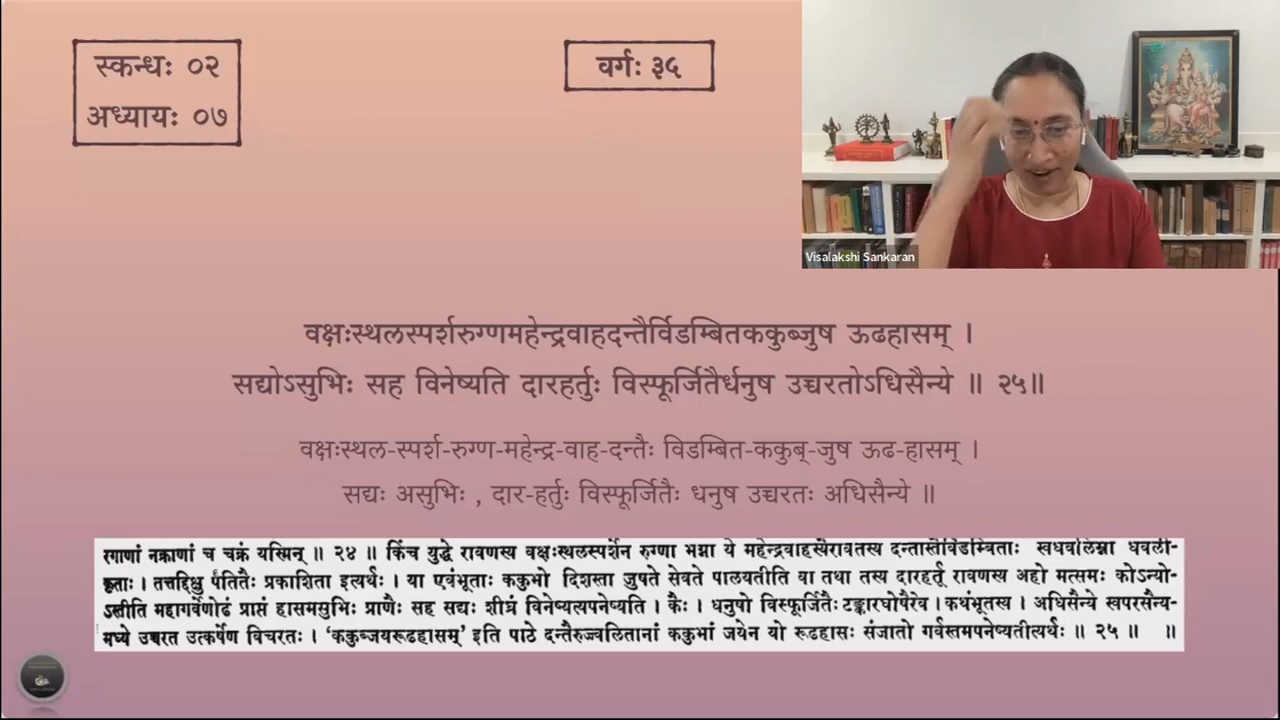 स्कन्धः ०२
अध्यायः ०७
वर्गः ३५
Visalakshi Sankaran
वक्षःस्थलस्पर्शरुग्णमहेन्द्रवाहदन्तैर्विडम्बितककुब्जुष ऊढहासम् ।
सद्योऽसुभिः सह विनेष्यति दारहर्तुः विस्फूर्जितैर्धनुष उच्चरतोऽधिसैन्ये ॥ २५॥
वक्षःस्थल-स्पर्श-रुग्ण-महेन्द्र-वाह-दन्तैः विडम्बित-ककुब्-जुष ऊढ-हासम् ।
सद्यः असुभिः , दार-हर्तुः विस्फूर्जितैः धनुष उच्चरतः अधिसैन्ये ॥
रगाणां नक्राणां च चक्रं यस्मिन् ॥ २४ ॥ किंच युद्धे रावणस्य वक्षःस्थलस्पर्शेन रुग्णा भग्ना ये महेन्द्रवाहस्यैरावतस्य दन्तास्तैर्विडम्बिताः स्वधवलिम्ना धवली-
कृताः । तत्तद्दिक्षु पतितैः प्रकाशिता इत्यर्थः । या एवंभूताः ककुभो दिशस्ता जुषते सेवते पालयतीति वा तथा तस्य दारहर्तू रावणस्य अहो मत्समः कोऽन्यो-
ऽस्तीति महागर्वेणोढं प्राप्तं हासमसुभिः प्राणैः सह सद्यः शीघ्रं विनेष्यत्यपनेष्यति । कैः । धनुषो विस्फूर्जितैः टङ्कारघोषैरेव । कथंभूतस्य । अधिसैन्ये स्वपरसैन्य-
मध्ये उच्चरत उत्कर्षेण विचरतः । 'ककुब्जयरूढहासम्' इति पाठे दन्तैरुज्वलितानां ककुभां जयेन यो रूढहासः संजातो गर्वस्तमपनेष्यतीत्यर्थः ॥ २५ ॥ ॥